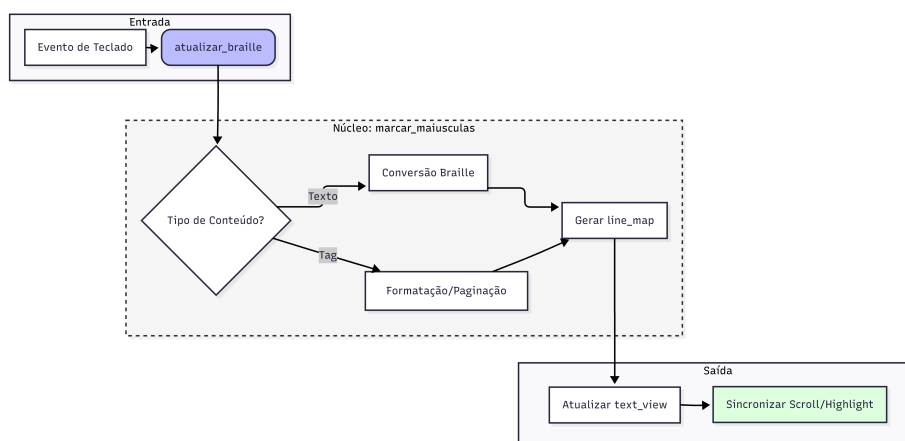 Entrada
Evento de Teclado
atualizar_braille
Núcleo: marcar_maiusculas
Tipo de Conteúdo?
Texto
Conversão Braille
Tag
Formatação/Paginação
Gerar line_map
Saída
Atualizar text_view
Sincronizar Scroll/Highlight